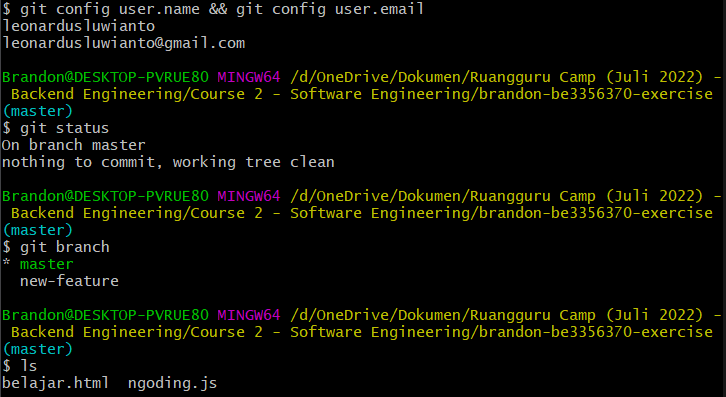 $ git config user.name && git config user.email
leonardusluwianto
leonardusluwianto@gmail.com
Brandon@DESKTOP-PVRUE80 MINGW64 /d/OneDrive/Dokumen/Ruangguru Camp (Juli 2022) -
 Backend Engineering/Course 2 - Software Engineering/brandon-be3356370-exercise
(master)
$ git status
On branch master
nothing to commit, working tree clean
Brandon@DESKTOP-PVRUE80 MINGW64 /d/OneDrive/Dokumen/Ruangguru Camp (Juli 2022) -
 Backend Engineering/Course 2 - Software Engineering/brandon-be3356370-exercise
(master)
$ git branch
* master
  new-feature
Brandon@DESKTOP-PVRUE80 MINGW64 /d/OneDrive/Dokumen/Ruangguru Camp (Juli 2022) -
 Backend Engineering/Course 2 - Software Engineering/brandon-be3356370-exercise
(master)
$ ls
belajar.html  ngoding.js